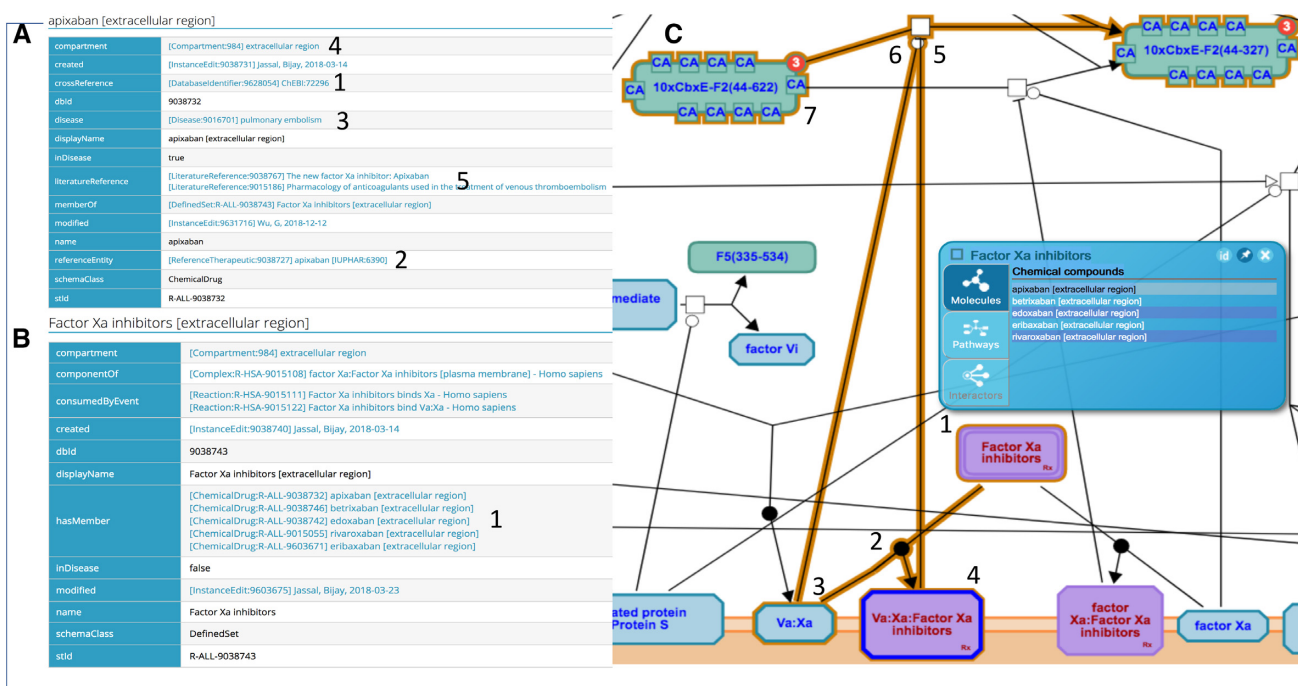 A
apixaban [extracellular region]
compartment [Compartment:984] extracellular region 4
created [InstanceEdit:9038731] Jassal, Bijay, 2018-03-14
crossReference [DatabaseIdentifier:9628054] ChEBI:72296 1
dbId 9038732
disease [Disease:9016701] pulmonary embolism 3
displayName apixaban [extracellular region]
inDisease true
literatureReference [LiteratureReference:9038767] The new factor Xa inhibitor: Apixaban
[LiteratureReference:9015186] Pharmacology of anticoagulants used in the treatment of venous thromboembolism
5
memberOf [DefinedSet:R-ALL-9038743] Factor Xa Inhibitors [extracellular region]
modified [InstanceEdit:9631716] Wu, G, 2018-12-12
name apixaban
referenceEntity [ReferenceTherapeutic:9038727] apixaban [IUPHAR:6390] 2
schemaClass ChemicalDrug
stId R-ALL-9038732
B
Factor Xa inhibitors [extracellular region]
compartment [Compartment:984] extracellular region
componentOf [Complex:R-HSA-9015108] factor Xa:Factor Xa inhibitors [plasma membrane] - Homo sapiens
consumedByEvent [Reaction:R-HSA-9015111] Factor Xa inhibitors binds Xa - Homo sapiens
[Reaction:R-HSA-9015122] Factor Xa inhibitors bind Va:Xa - Homo sapiens
created [InstanceEdit:9038740] Jassal, Bijay, 2018-03-14
dbId 9038743
displayName Factor Xa inhibitors [extracellular region]
hasMember [ChemicalDrug:R-ALL-9038732] apixaban [extracellular region]
[ChemicalDrug:R-ALL-9038746] betrixaban [extracellular region]
[ChemicalDrug:R-ALL-9038742] edoxaban [extracellular region]
[ChemicalDrug:R-ALL-9015055] rivaroxaban [extracellular region]
[ChemicalDrug:R-ALL-9603671] eribaxaban [extracellular region]
1
inDisease false
modified [InstanceEdit:9603675] Jassal, Bijay, 2018-03-23
name Factor Xa inhibitors
schemaClass DefinedSet
stId R-ALL-9038743
C
CA CA CA CA
3
CA 10xCbxE-F2(44-622) CA
CA CA CA CA
7
6 5
CA CA CA CA
3
CA 10xCbxE-F2(44-327) CA
CA CA CA CA
F5(335-534)
mediate
factor Vi
Factor Xa inhibitors id
Molecules
Pathways
Interactors
Chemical compounds
apixaban [extracellular region]
betrixaban [extracellular region]
edoxaban [extracellular region]
eribaxaban [extracellular region]
rivaroxaban [extracellular region]
1
Factor Xa
inhibitors
Rx
2
3
4
ated protein
Protein S
Va:Xa
Va:Xa:Factor Xa
inhibitors
Rx
factor
Xa:Factor Xa
inhibitors
Rx
factor Xa